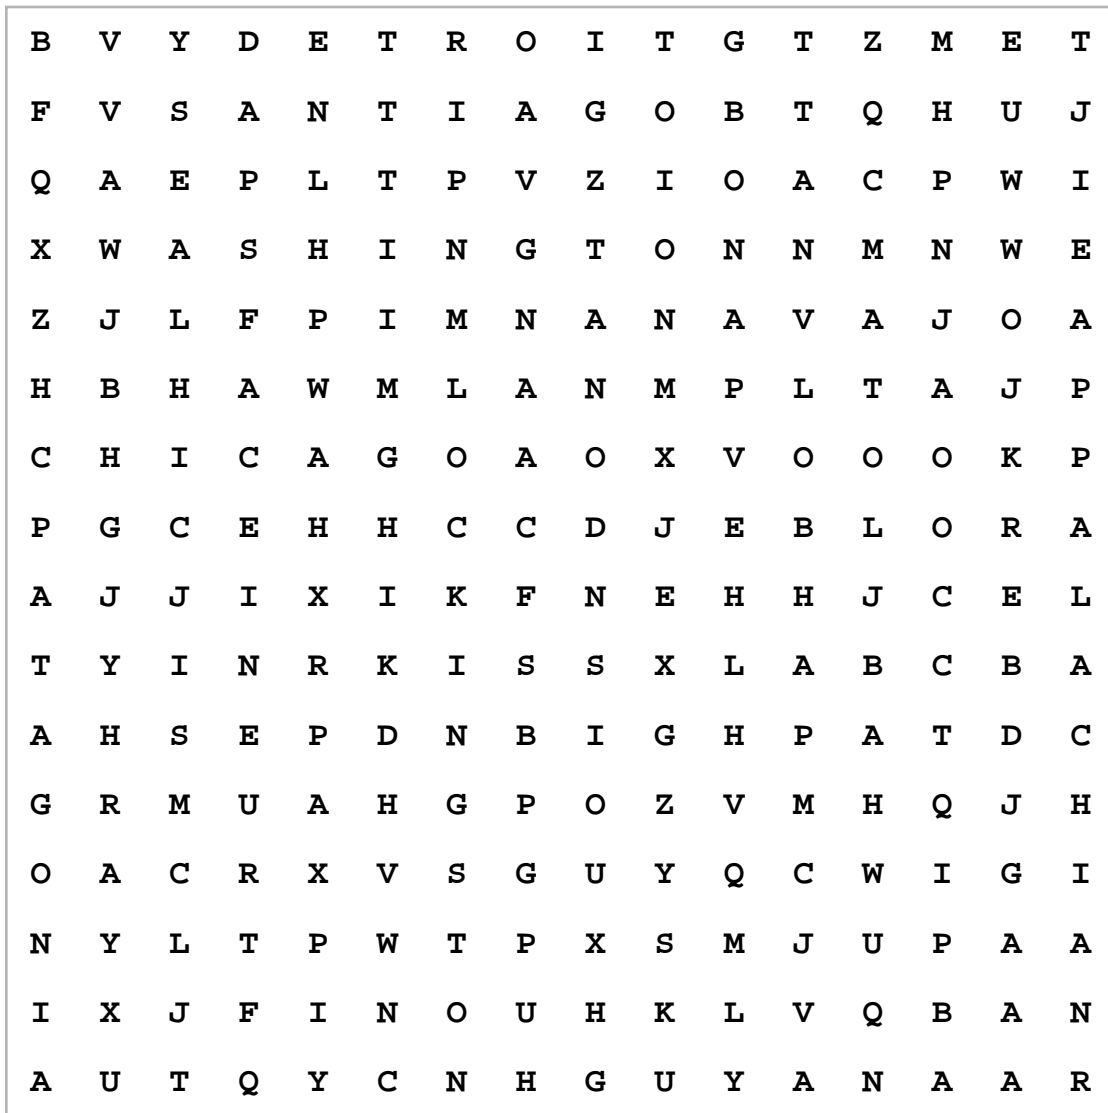 B V Y D E T R O I T G T Z M E T
F V S A N T I A G O B T Q H U J
Q A E P L T P V Z I O A C P W I
X W A S H I N G T O N N M N W E
Z J L F P I M N A N A V A J O A
H B H A W M L A N M P L T A J P
C H I C A G O A O X V O O O K P
P G C E H H C C D J E B L O R A
A J J I X I K F N E H H J C E L
T Y I N R K I S S X L A B C B A
A H S E P D N B I G H P A T D C
G R M U A H G P O Z V M H Q J H
O A C R X V S G U Y Q C W I G I
N Y L T P W T P X S M J U P A A
I X J F I N O U H K L V Q B A N
A U T Q Y C N H G U Y A N A A R